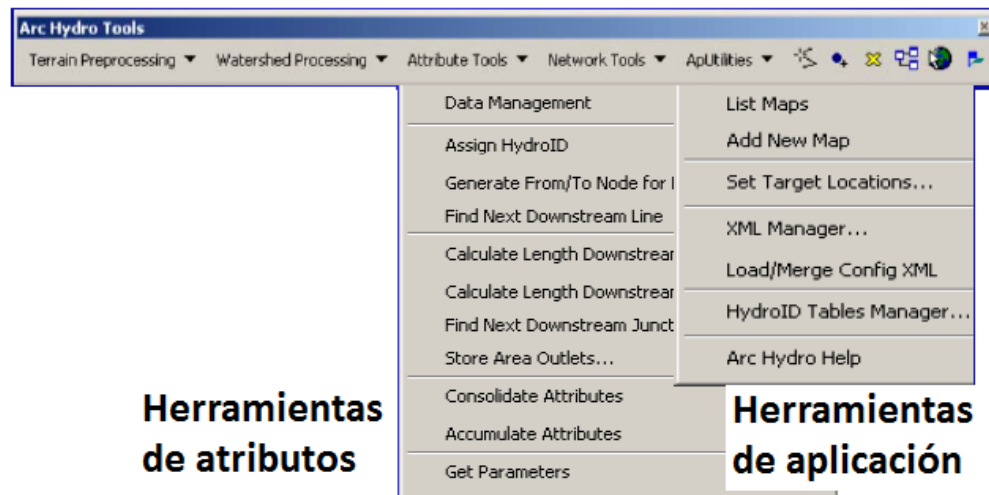 Arc Hydro Tools
Terrain Preprocessing Watershed Processing Attribute Tools Network Tools ApUtilities
Data Management
Assign HydroID
Generate From/To Node for
Find Next Downstream Line
Calculate Length Downstrear
Calculate Length Downstrear
Find Next Downstream Junct
Store Area Outlets...
Consolidate Attributes
Accumulate Attributes
Get Parameters
List Maps
Add New Map
Set Target Locations...
XML Manager...
Load/Merge Config XML
HydroID Tables Manager...
Arc Hydro Help
Herramientas
de atributos
Herramientas
de aplicación